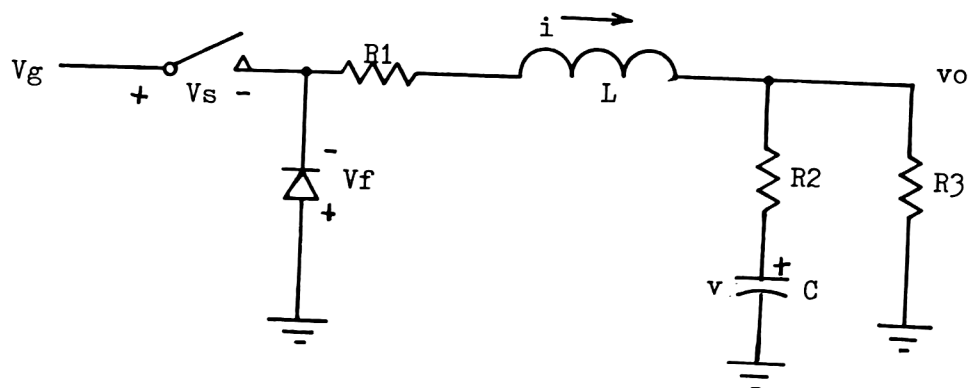 i
R1
Vg
+ Vs -
L
vo
-
Vf
+
R2
R3
+
v
C